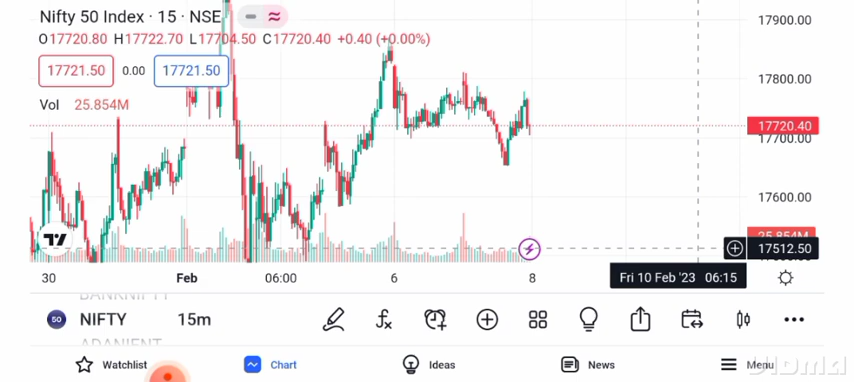 Nifty 50 Index · 15 · NSE
O17720.80 H17722.70 L17704.50 C17720.40 +0.40 (+0.00%)
17721.50 0.00 17721.50
Vol 25.854M
17900.00
17800.00
17720.40
17700.00
17600.00
25.854M
17512.50
30 Feb 06:00 6 8 Fri 10 Feb '23 06:15
BANKNIFTY
50 NIFTY 15m
ADANIENT
Watchlist Chart Ideas News Menu
VIDMA